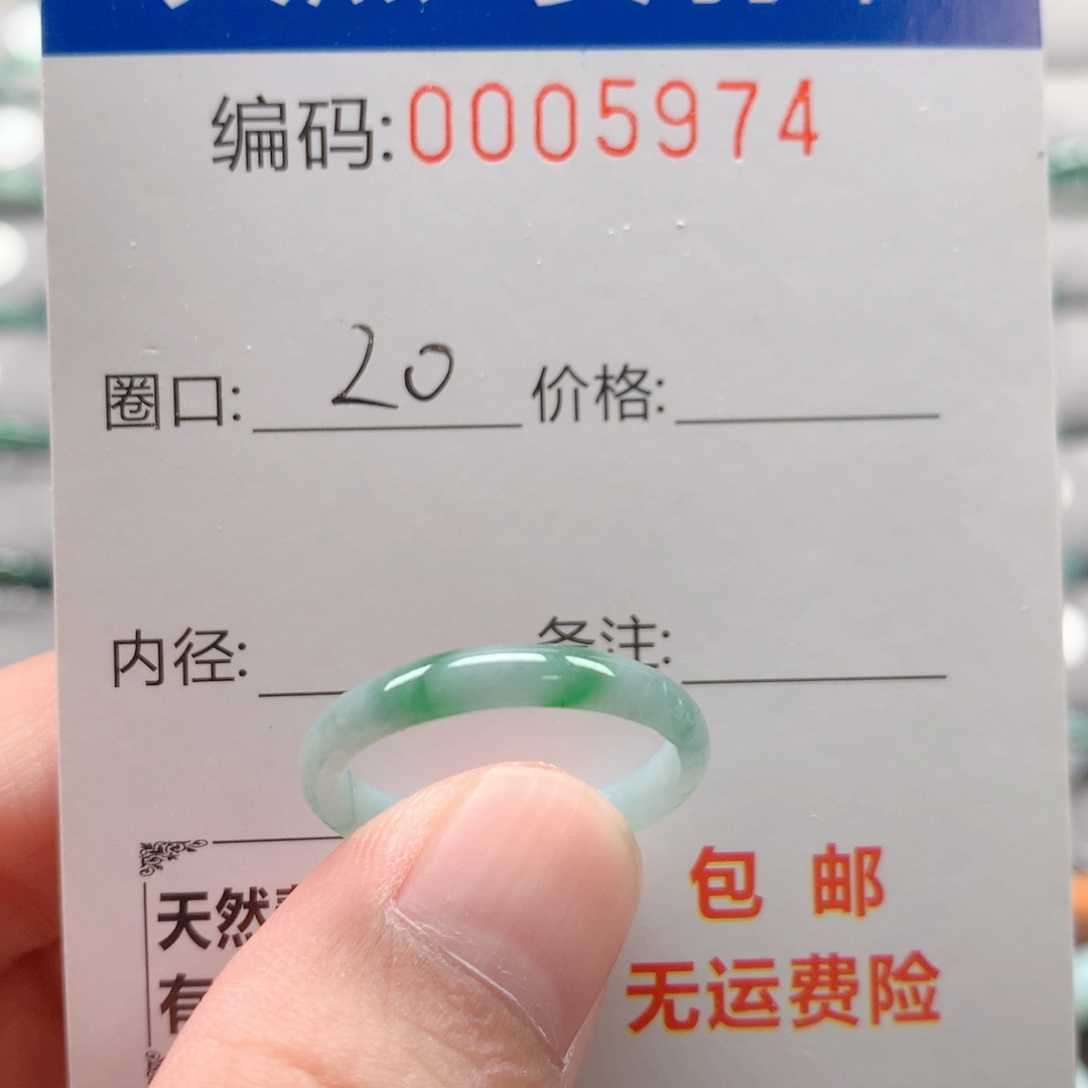 编码:0005974
圈口: 20 价格:
内径: 备注:
天然
有
包 邮
无运费险